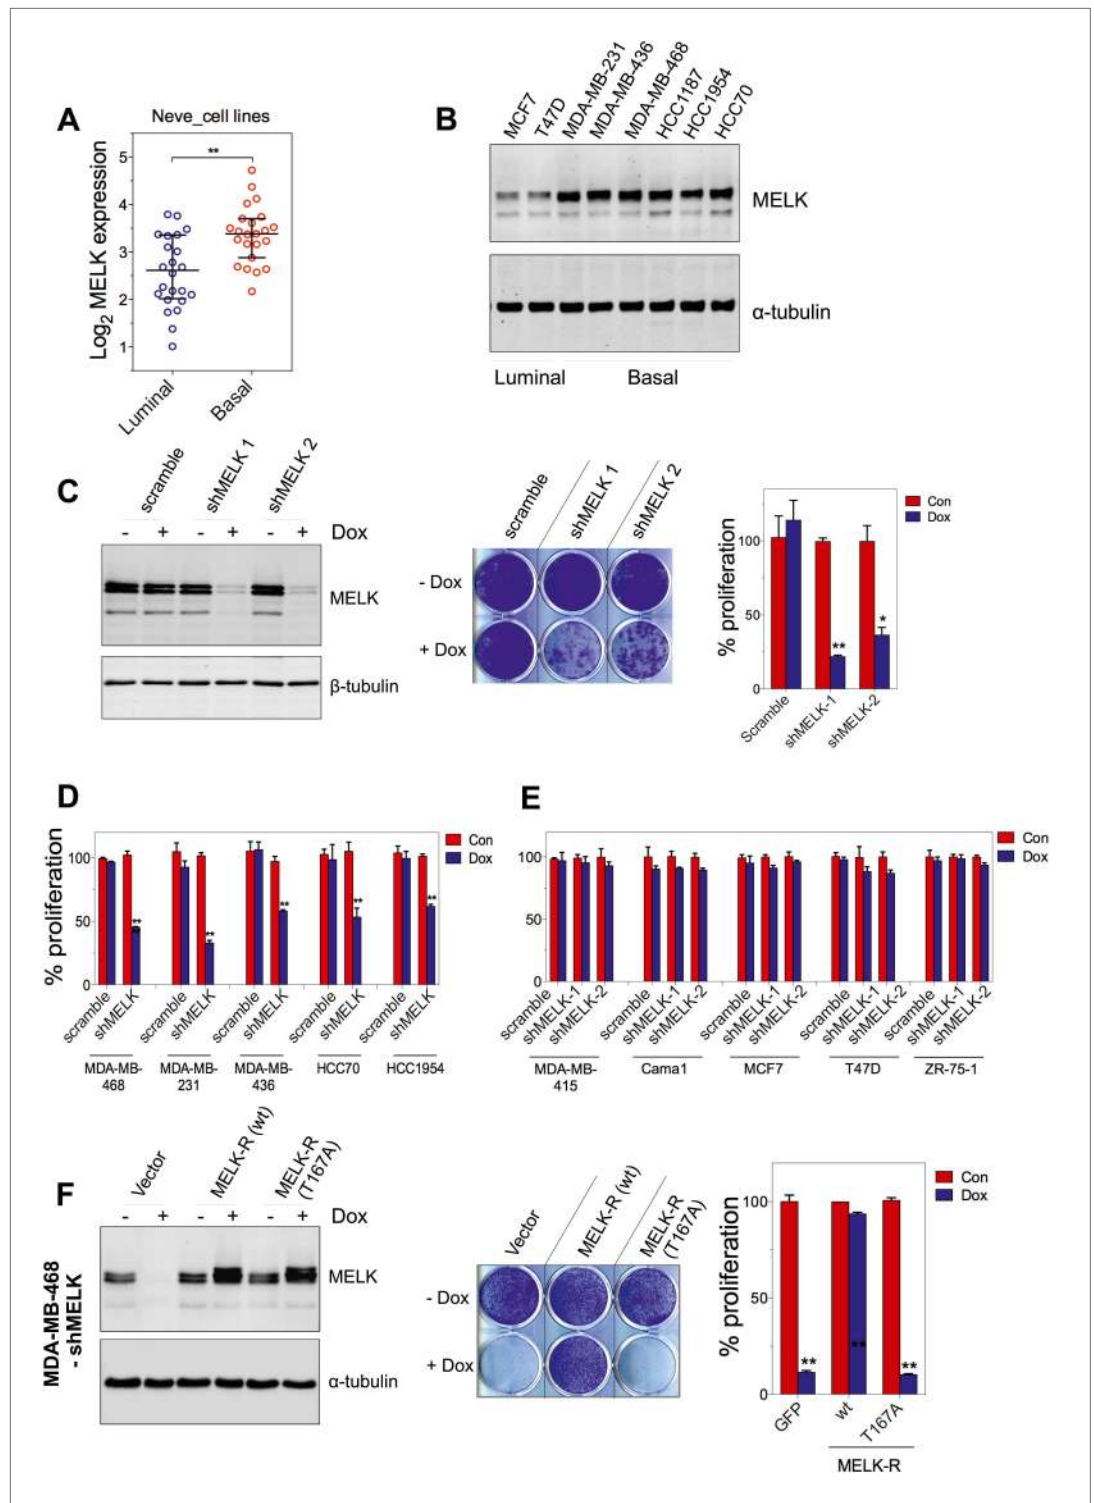 A
Neve_cell lines
**
Log2 MELK expression
5
4
3
2
1
Luminal
Basal
B
MCF7
T47D
MDA-MB-231
MDA-MB-436
MDA-MB-468
HCC1187
HCC1954
HCC70
MELK
α-tubulin
Luminal
Basal
C
scramble
shMELK 1
shMELK 2
- + - + - + Dox
MELK
β-tubulin
scramble
shMELK 1
shMELK 2
- Dox
+ Dox
Con
Dox
% proliferation
100
50
0
**
*
Scramble
shMELK-1
shMELK-2
D
Con
Dox
% proliferation
100
50
0
**
**
**
**
**
scramble
shMELK
scramble
shMELK
scramble
shMELK
scramble
shMELK
scramble
shMELK
MDA-MB-
468
MDA-MB-
231
MDA-MB-
436
HCC70
HCC1954
E
Con
Dox
100
50
0
scramble
shMELK-1
shMELK-2
scramble
shMELK-1
shMELK-2
scramble
shMELK-1
shMELK-2
scramble
shMELK-1
shMELK-2
scramble
shMELK-1
shMELK-2
MDA-MB-
415
Cama1
MCF7
T47D
ZR-75-1
F
MDA-MB-468
- shMELK
Vector
MELK-R (wt)
MELK-R
(T167A)
- + - + - + Dox
MELK
α-tubulin
Vector
MELK-R (wt)
MELK-R
(T167A)
- Dox
+ Dox
Con
Dox
% proliferation
100
50
0
**
**
**
GFP
wt
T167A
MELK-R